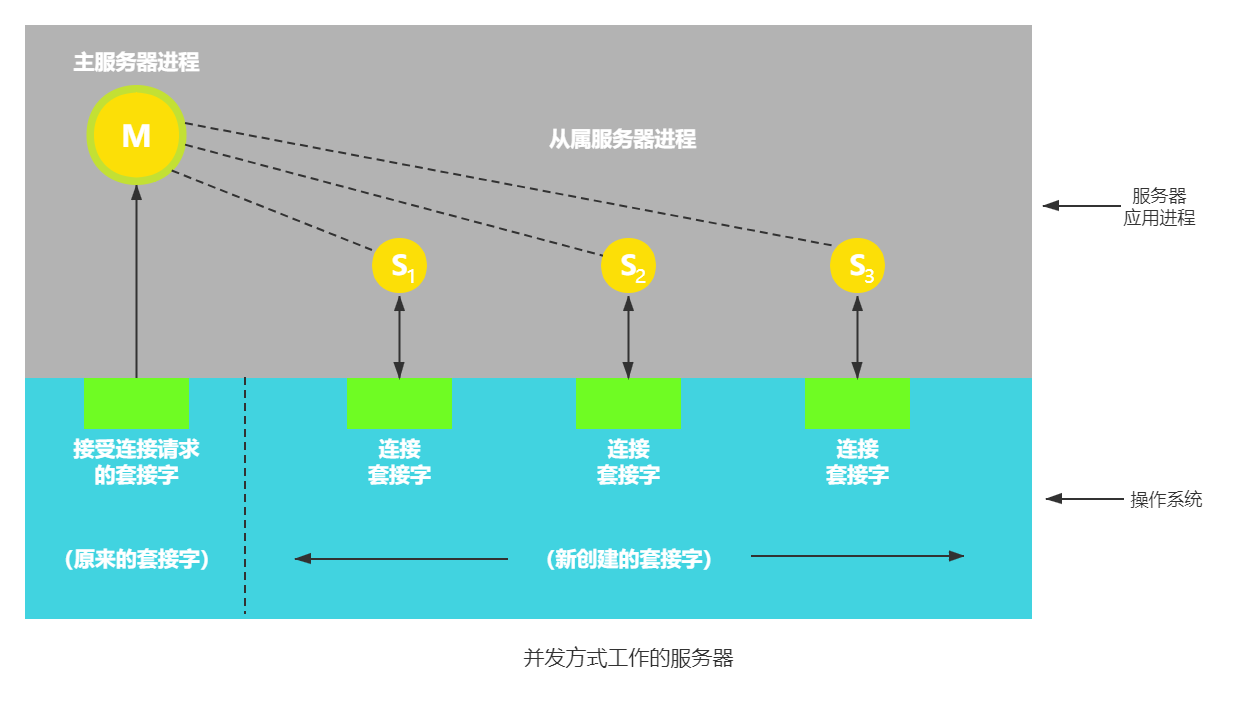 主服务器进程
M
从属服务器进程
服务器
应用进程
S1
S2
S3
接受连接请求
的套接字
连接
套接字
连接
套接字
连接
套接字
操作系统
(原来的套接字)
(新创建的套接字)
并发方式工作的服务器